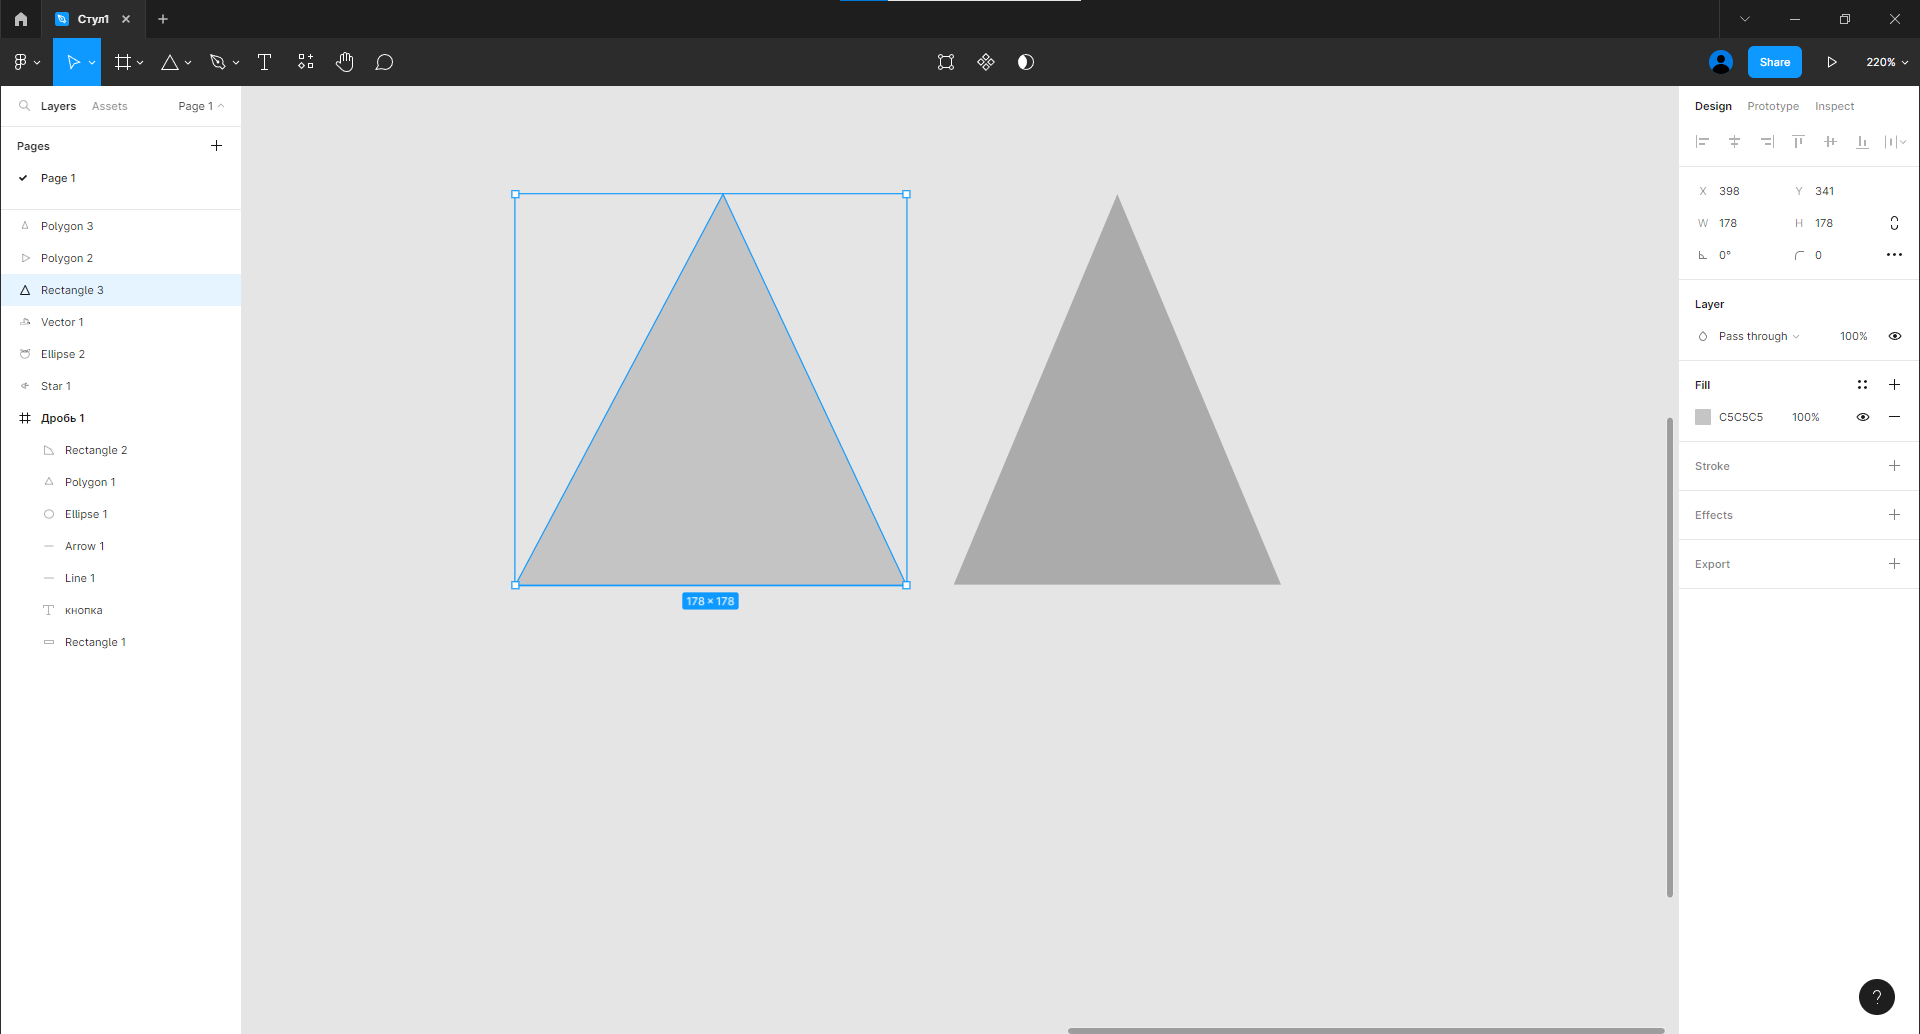 Стул1
Share
220%
Layers Assets Page 1
Pages
Page 1
Polygon 3
Polygon 2
Rectangle 3
Vector 1
Ellipse 2
Star 1
Дробь 1
Rectangle 2
Polygon 1
Ellipse 1
Arrow 1
Line 1
кнопка
Rectangle 1
178 × 178
Design Prototype Inspect
X 398 Y 341
W 178 H 178
0° 0
Layer
Pass through 100%
Fill
C5C5C5 100%
Stroke
Effects
Export
?